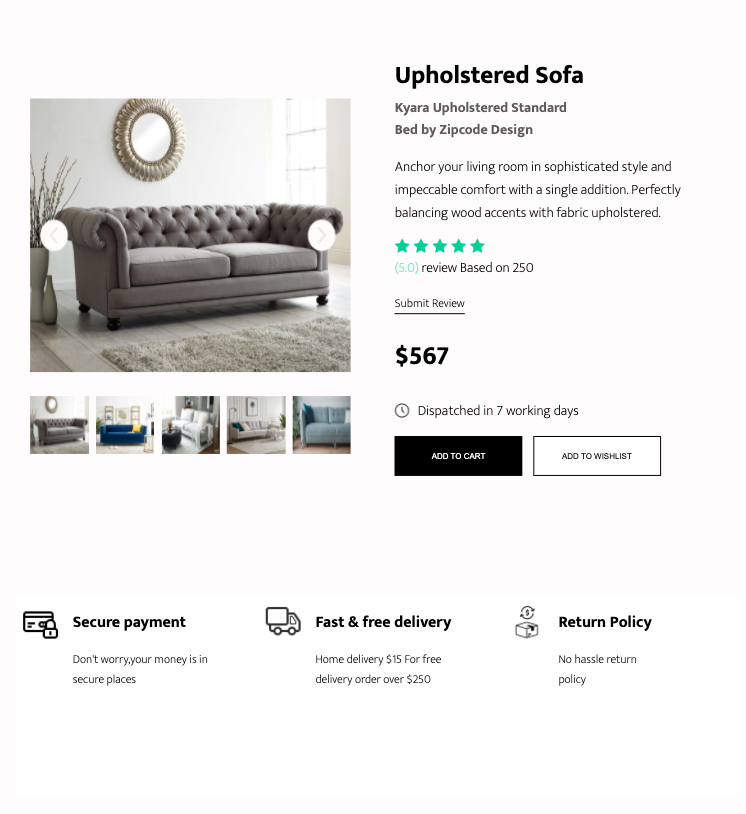 Upholstered Sofa
Kyara Upholstered Standard
Bed by Zipcode Design
Anchor your living room in sophisticated style and
impeccable comfort with a single addition. Perfectly
balancing wood accents with fabric upholstered.
(5.0) review Based on 250
Submit Review
$567
Dispatched in 7 working days
ADD TO CART
ADD TO WISHLIST
Secure payment
Don't worry,your money is in
secure places
Fast & free delivery
Home delivery $15 For free
delivery order over $250
Return Policy
No hassle return
policy